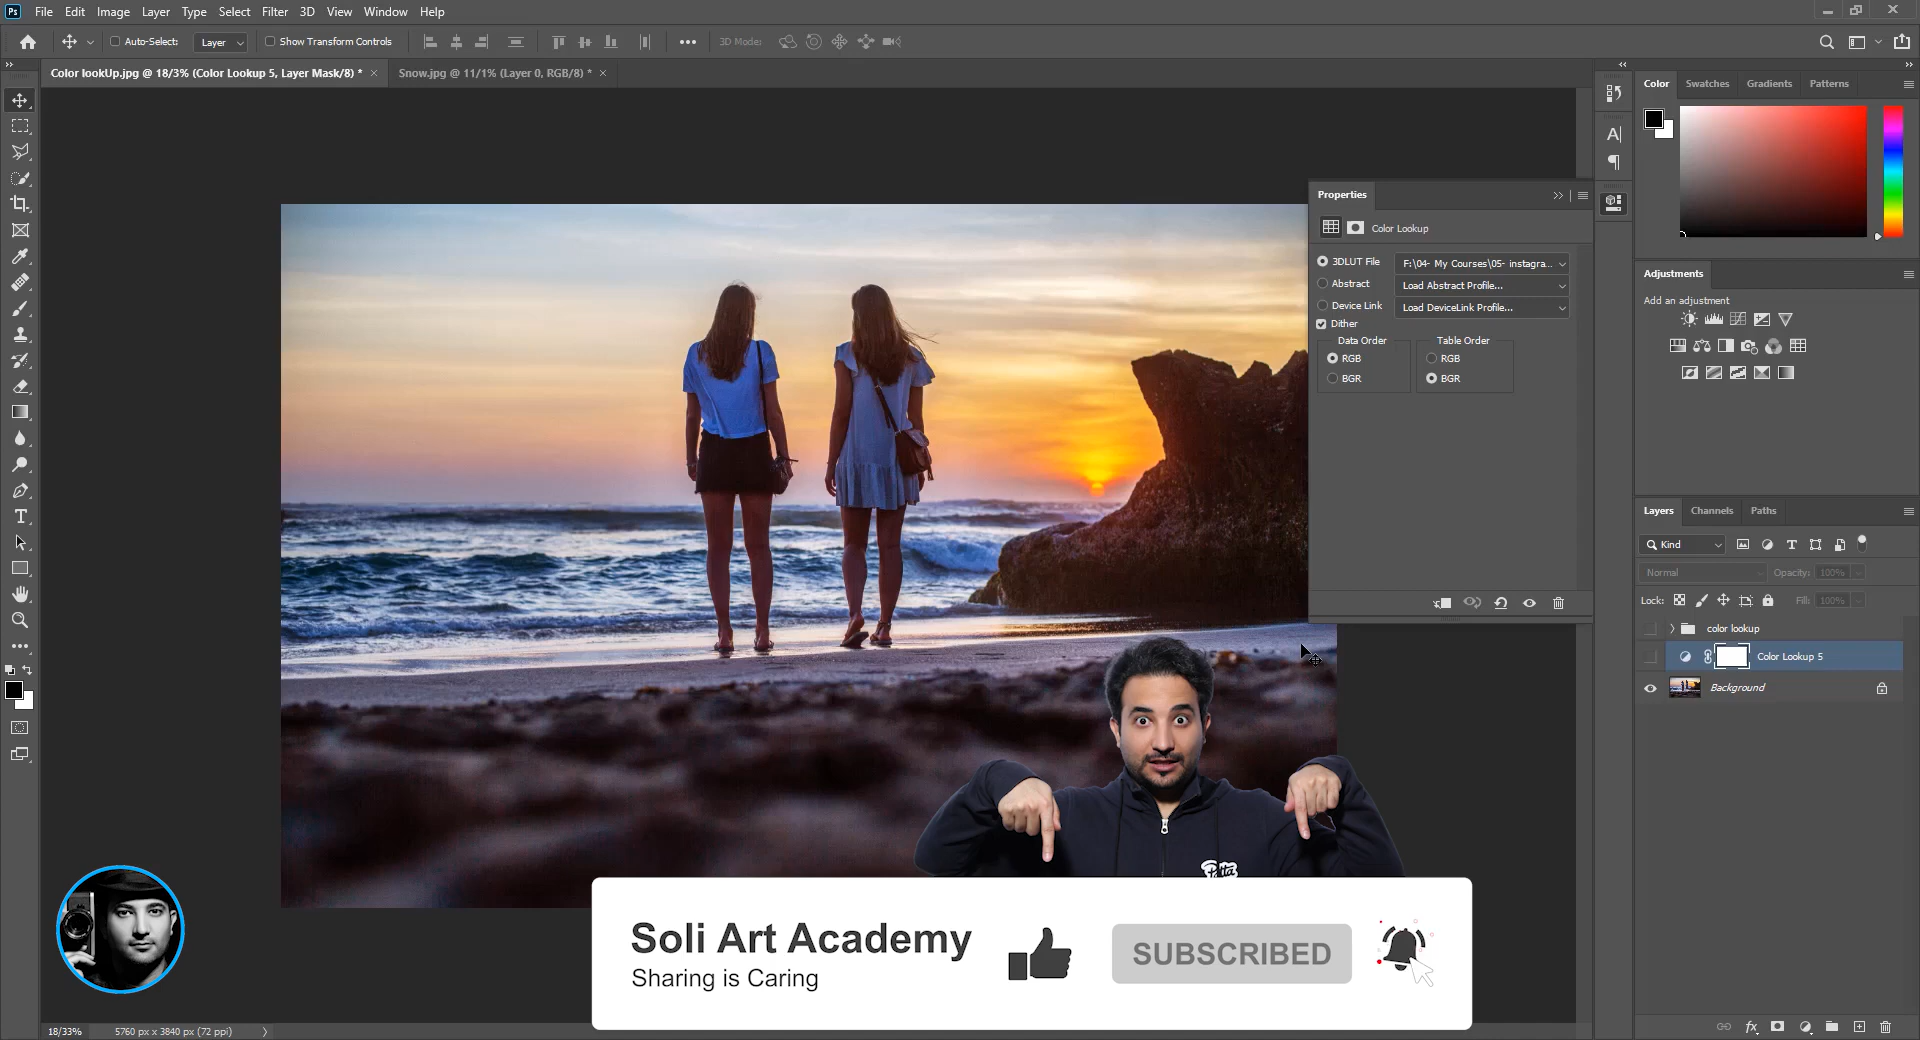 Ps File Edit Image Layer Type Select Filter 3D View Window Help
Auto-Select: Layer Show Transform Controls 3D Mode:
Color lookUp.jpg @ 18/3% (Color Lookup 5, Layer Mask/8) * × Snow.jpg @ 11/1% (Layer 0, RGB/8) * ×
Color Swatches Gradients Patterns
Properties
Color Lookup
3DLUT File F:\04- My Courses\05- instagra...
Abstract Load Abstract Profile...
Device Link Load DeviceLink Profile...
Dither
Data Order Table Order
RGB RGB
BGR BGR
Adjustments
Add an adjustment
Layers Channels Paths
Kind
Normal Opacity: 100%
Lock: Fill: 100%
color lookup
Color Lookup 5
Background
Soli Art Academy
Sharing is Caring
SUBSCRIBED
18/33% 5760 px x 3840 px (72 ppi)